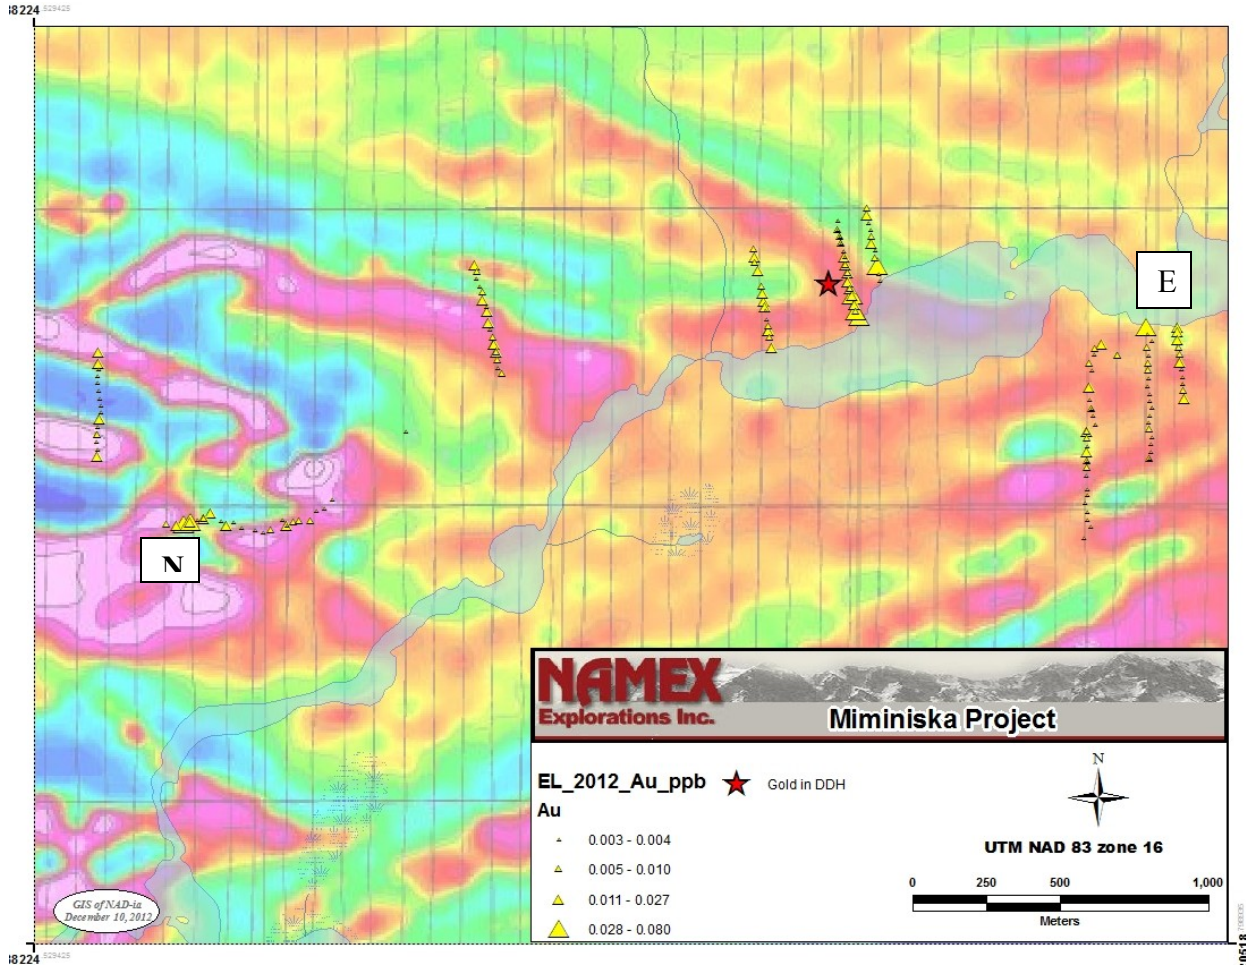 38224 529425
E
N
NAMEX
Explorations Inc.
Miminiska Project
EL_2012_Au_ppb
Gold in DDH
Au
0.003 - 0.004
0.005 - 0.010
0.011 - 0.027
0.028 - 0.080
N
UTM NAD 83 zone 16
0 250 500 1,000
Meters
GIS of NAD-ia
December 10, 2012
38224 529425